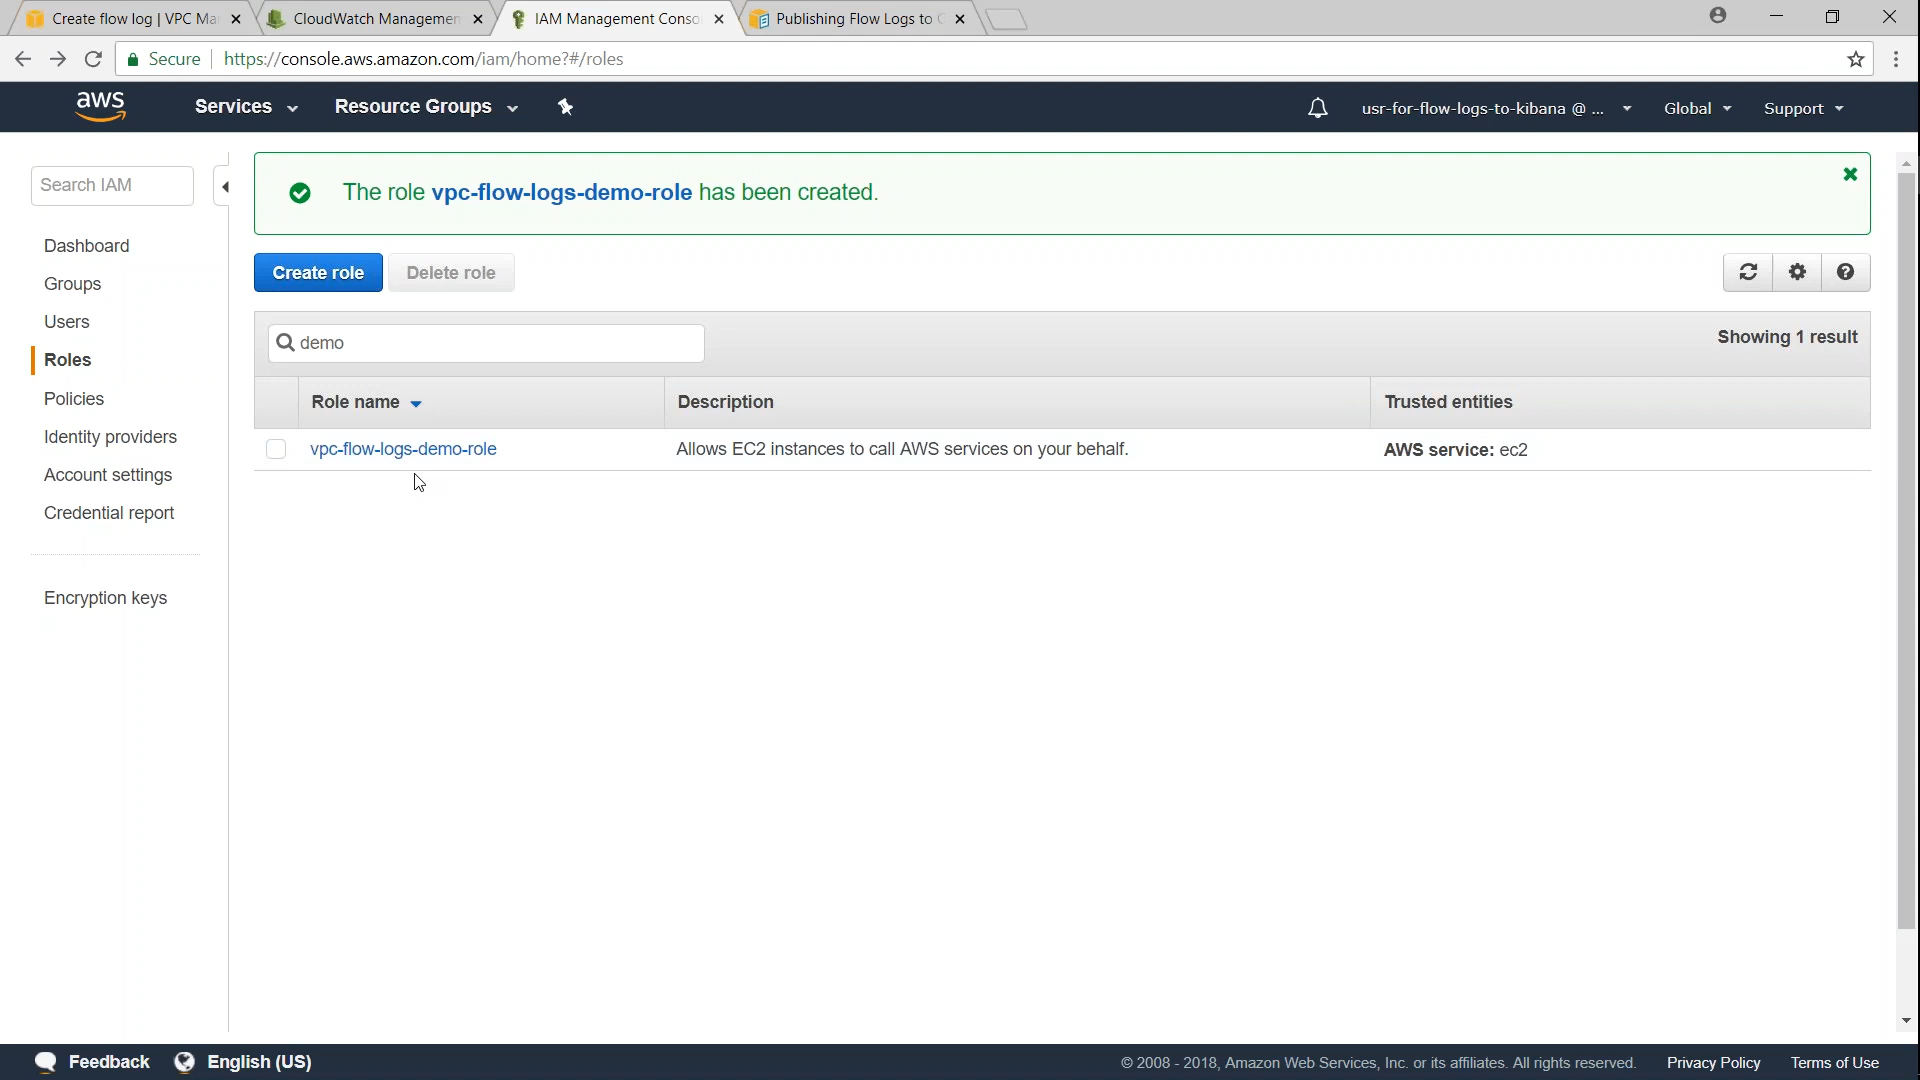 Create flow log | VPC Ma
CloudWatch Managemen
IAM Management Conso
Publishing Flow Logs to C
Secure
https://console.aws.amazon.com/iam/home?#/roles
aws
Services
Resource Groups
usr-for-flow-logs-to-kibana @ ...
Global
Support
Search IAM
Dashboard
Groups
Users
Roles
Policies
Identity providers
Account settings
Credential report
Encryption keys
The role vpc-flow-logs-demo-role has been created.
Create role
Delete role
demo
Showing 1 result
Role name
Description
Trusted entities
vpc-flow-logs-demo-role
Allows EC2 instances to call AWS services on your behalf.
AWS service: ec2
Feedback
English (US)
© 2008 - 2018, Amazon Web Services, Inc. or its affiliates. All rights reserved.
Privacy Policy
Terms of Use